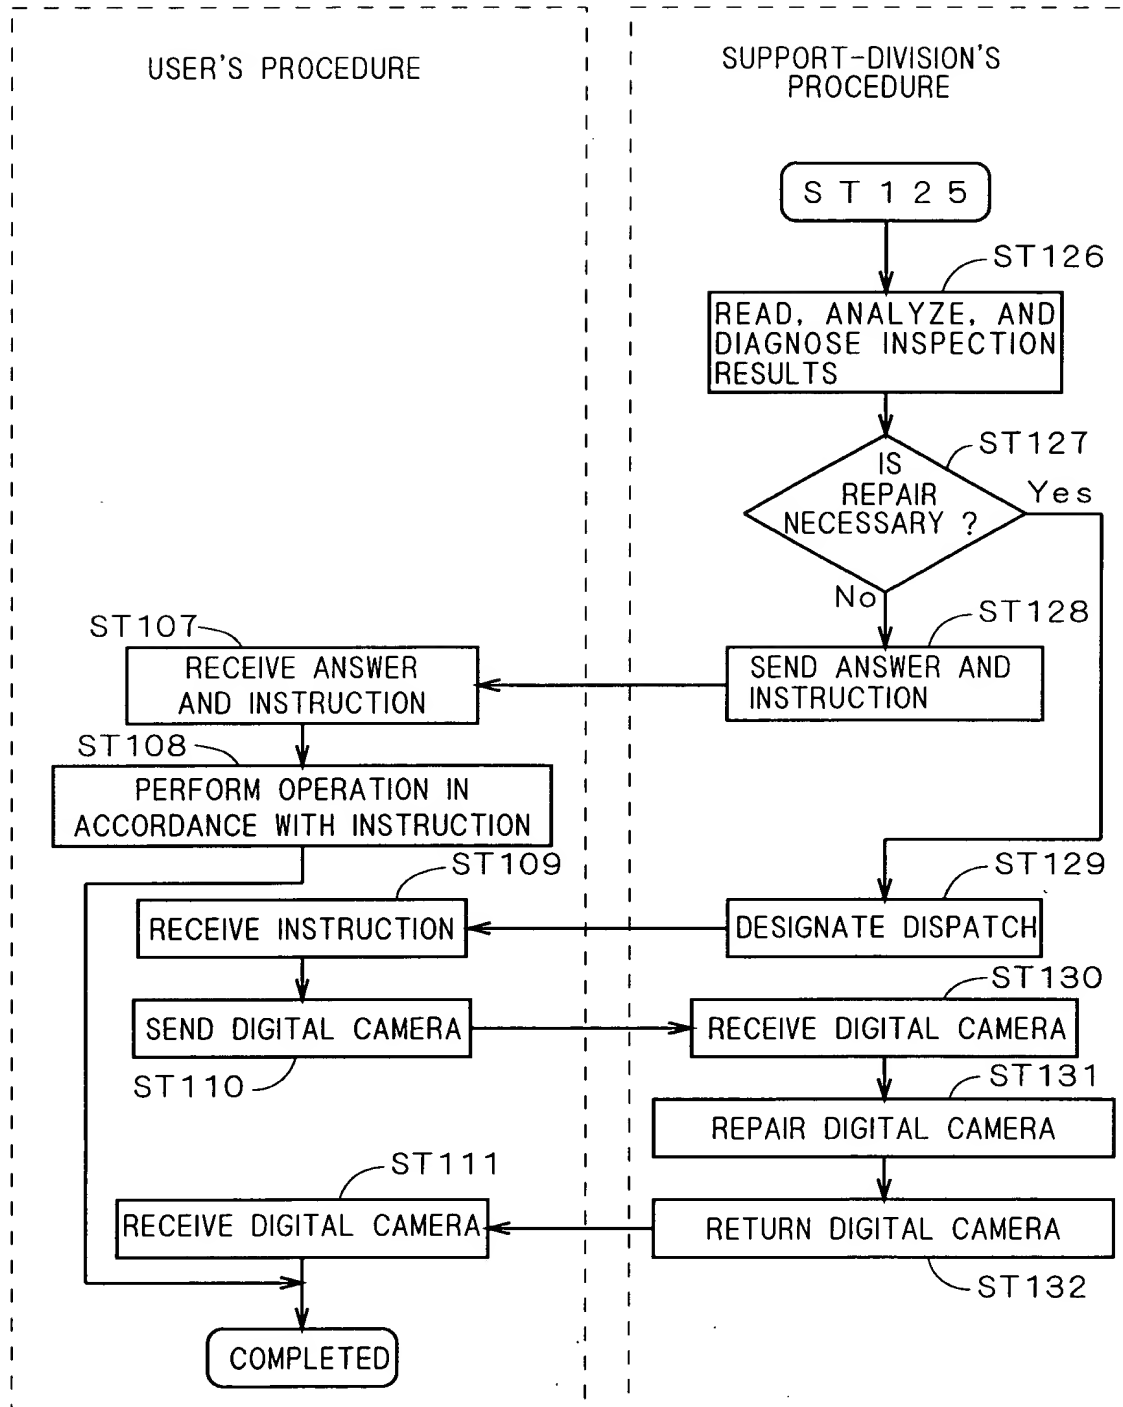 USER'S PROCEDURE
SUPPORT-DIVISION'S
PROCEDURE
ST125
ST126
READ, ANALYZE, AND
DIAGNOSE INSPECTION
RESULTS
ST127
IS
REPAIR
NECESSARY ?
Yes
No
ST128
SEND ANSWER AND
INSTRUCTION
ST107
RECEIVE ANSWER
AND INSTRUCTION
ST108
PERFORM OPERATION IN
ACCORDANCE WITH INSTRUCTION
ST129
DESIGNATE DISPATCH
ST109
RECEIVE INSTRUCTION
SEND DIGITAL CAMERA
ST110
ST130
RECEIVE DIGITAL CAMERA
ST131
REPAIR DIGITAL CAMERA
RETURN DIGITAL CAMERA
ST132
ST111
RECEIVE DIGITAL CAMERA
COMPLETED